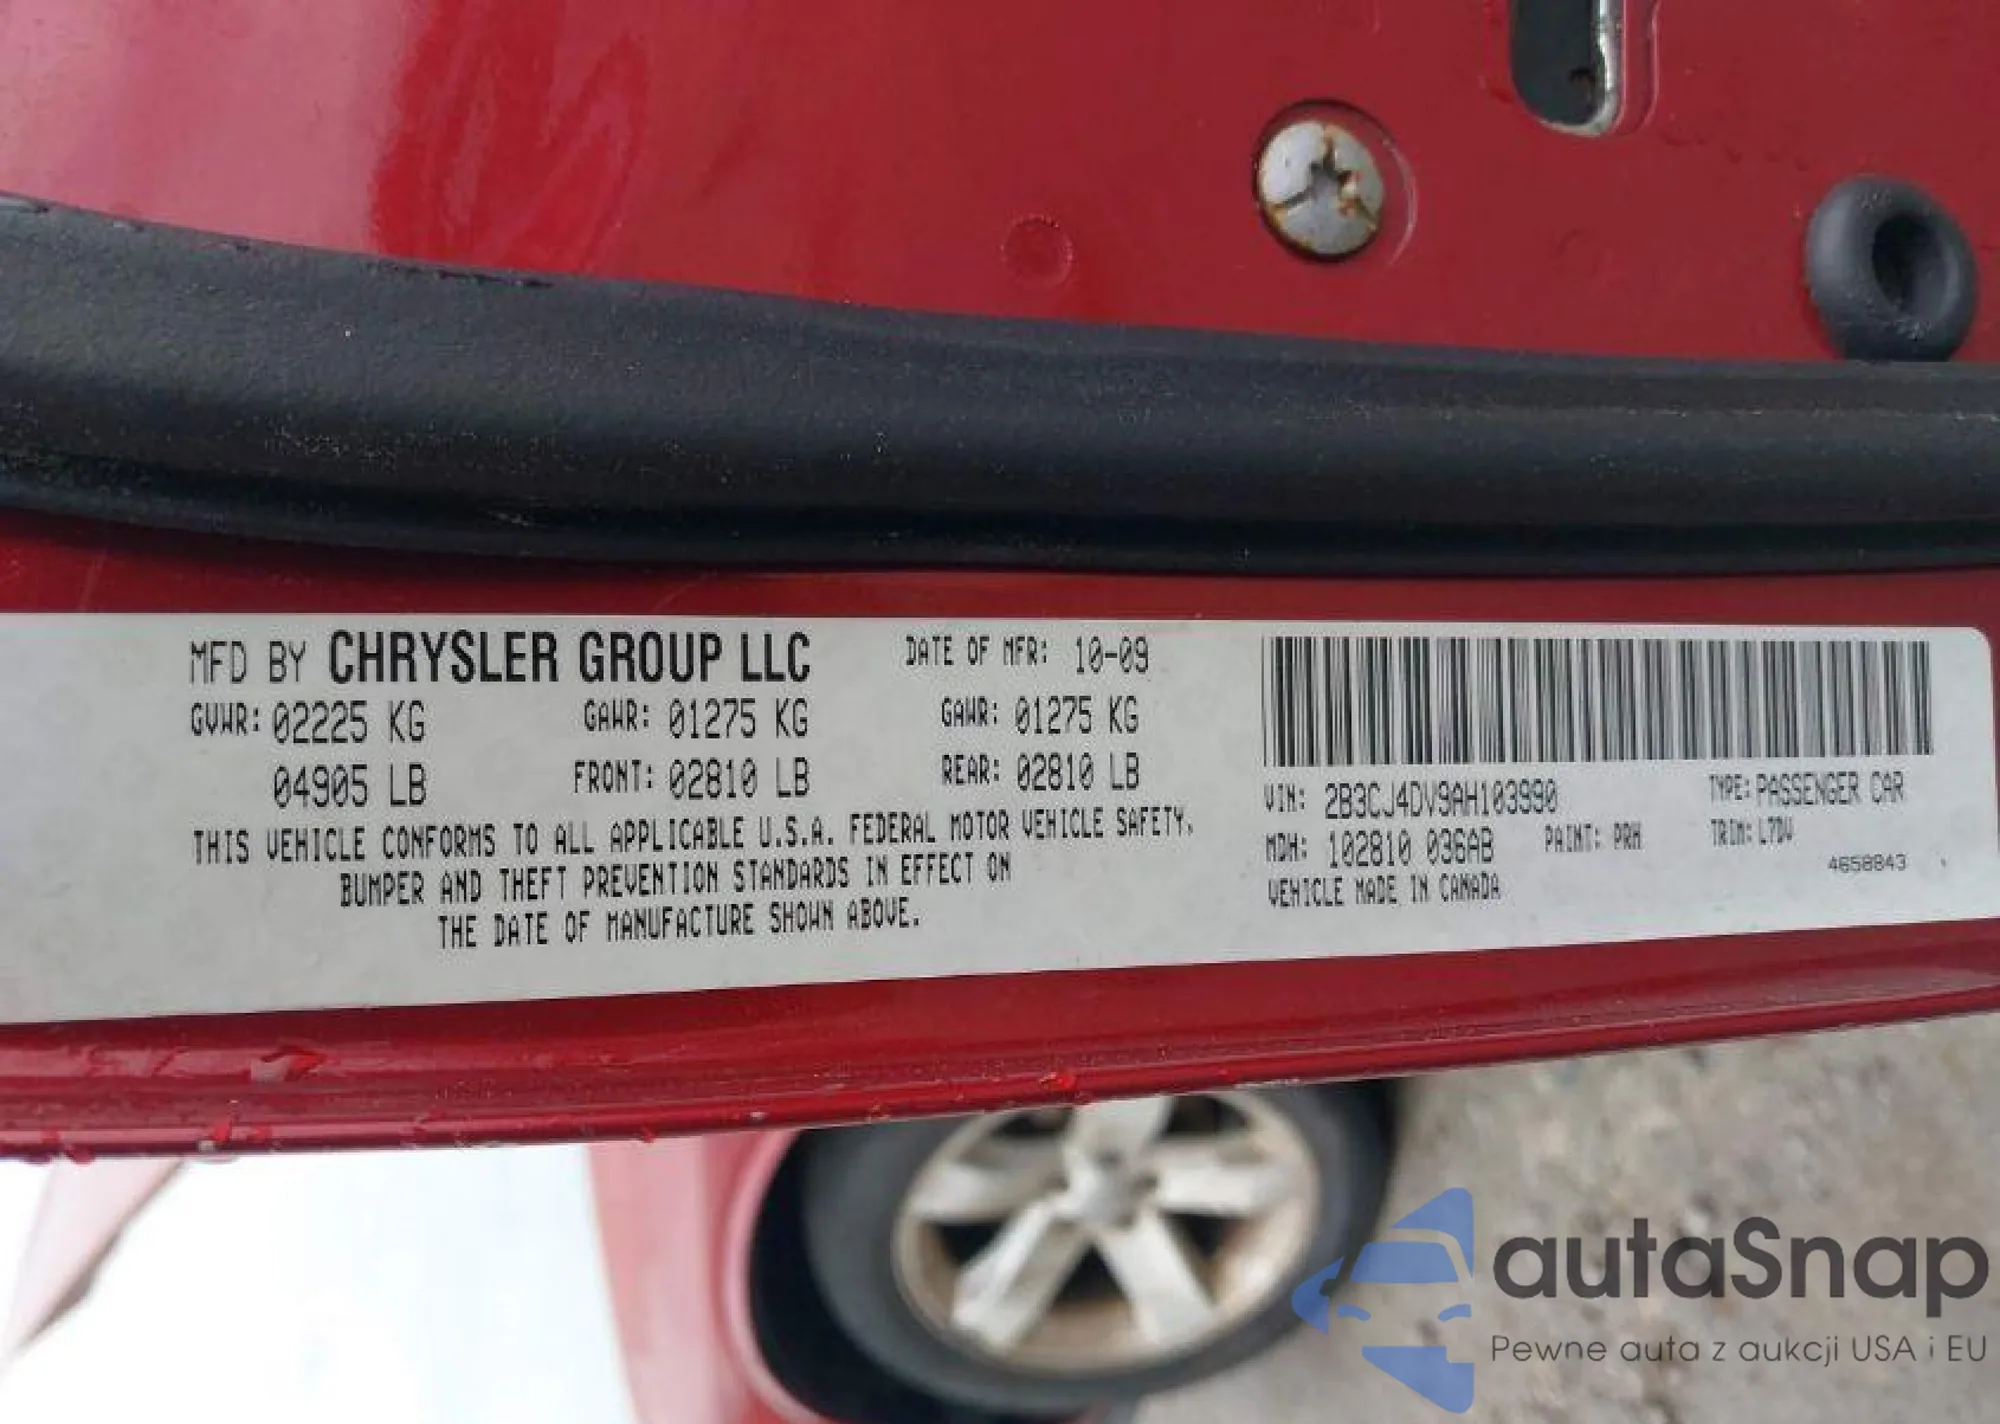 MFD BY CHRYSLER GROUP LLC DATE OF MFR: 10-09
GVWR: 02225 KG GAWR: 01275 KG GAWR: 01275 KG
04905 LB FRONT: 02810 LB REAR: 02810 LB
THIS VEHICLE CONFORMS TO ALL APPLICABLE U.S.A. FEDERAL MOTOR VEHICLE SAFETY,
BUMPER AND THEFT PREVENTION STANDARDS IN EFFECT ON
THE DATE OF MANUFACTURE SHOWN ABOVE.
VIN: 2B3CJ4DV9AH103990 TYPE: PASSENGER CAR
MDH: 102810 036AB PAINT: PRH TRIM: L7DV
VEHICLE MADE IN CANADA 4658843
autaSnap
Pewne auta z aukcji USA i EU